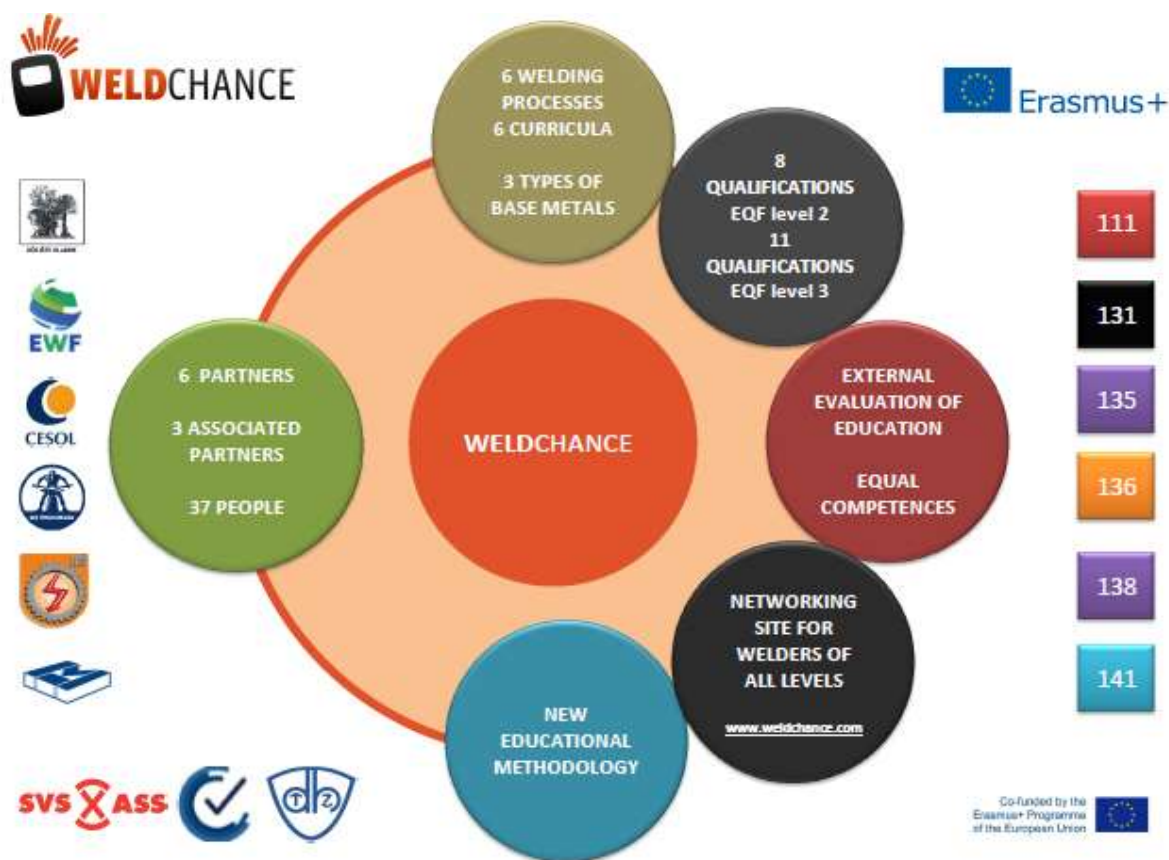 WELDCHANCE
Erasmus+
6 WELDING
PROCESSES
6 CURRICULA
3 TYPES OF
BASE METALS
8
QUALIFICATIONS
EQF level 2
11
QUALIFICATIONS
EQF level 3
EXTERNAL
EVALUATION OF
EDUCATION
EQUAL
COMPETENCES
NETWORKING
SITE FOR
WELDERS OF
ALL LEVELS
www.weldchance.com
NEW
EDUCATIONAL
METHODOLOGY
6 PARTNERS
3 ASSOCIATED
PARTNERS
37 PEOPLE
WELDCHANCE
EWF
CESOL
111
131
135
136
138
141
SVS ASS
Co-funded by the
Erasmus+ Programme
of the European Union